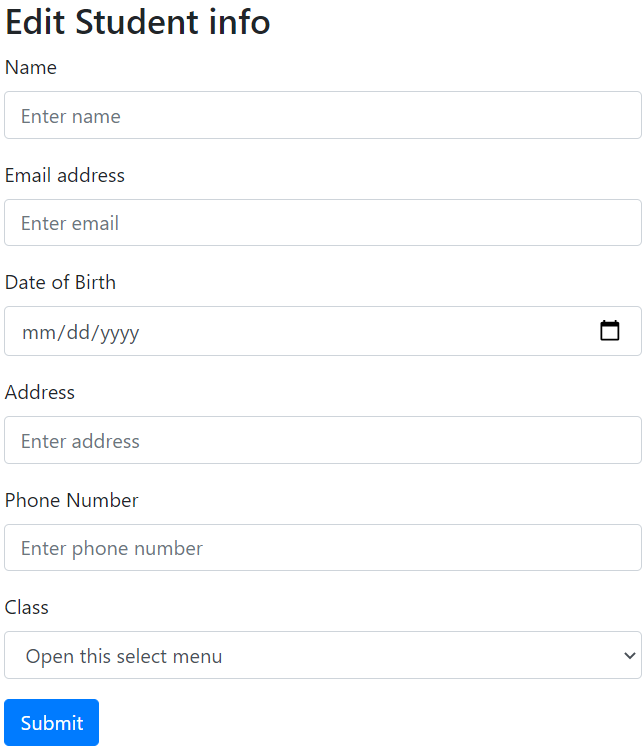 Edit Student info
Name
Enter name
Email address
Enter email
Date of Birth
mm/dd/yyyy
Address
Enter address
Phone Number
Enter phone number
Class
Open this select menu
Submit